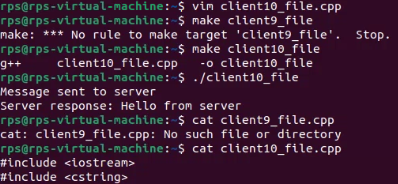 rps@rps-virtual-machine:~$ vim client10_file.cpp
rps@rps-virtual-machine:~$ make client9_file
make: *** No rule to make target 'client9_file'.  Stop.
rps@rps-virtual-machine:~$ make client10_file
g++     client10_file.cpp   -o client10_file
rps@rps-virtual-machine:~$ ./client10_file
Message sent to server
Server response: Hello from server
rps@rps-virtual-machine:~$ cat client9_file.cpp
cat: client9_file.cpp: No such file or directory
rps@rps-virtual-machine:~$ cat client10_file.cpp
#include <iostream>
#include <cstring>